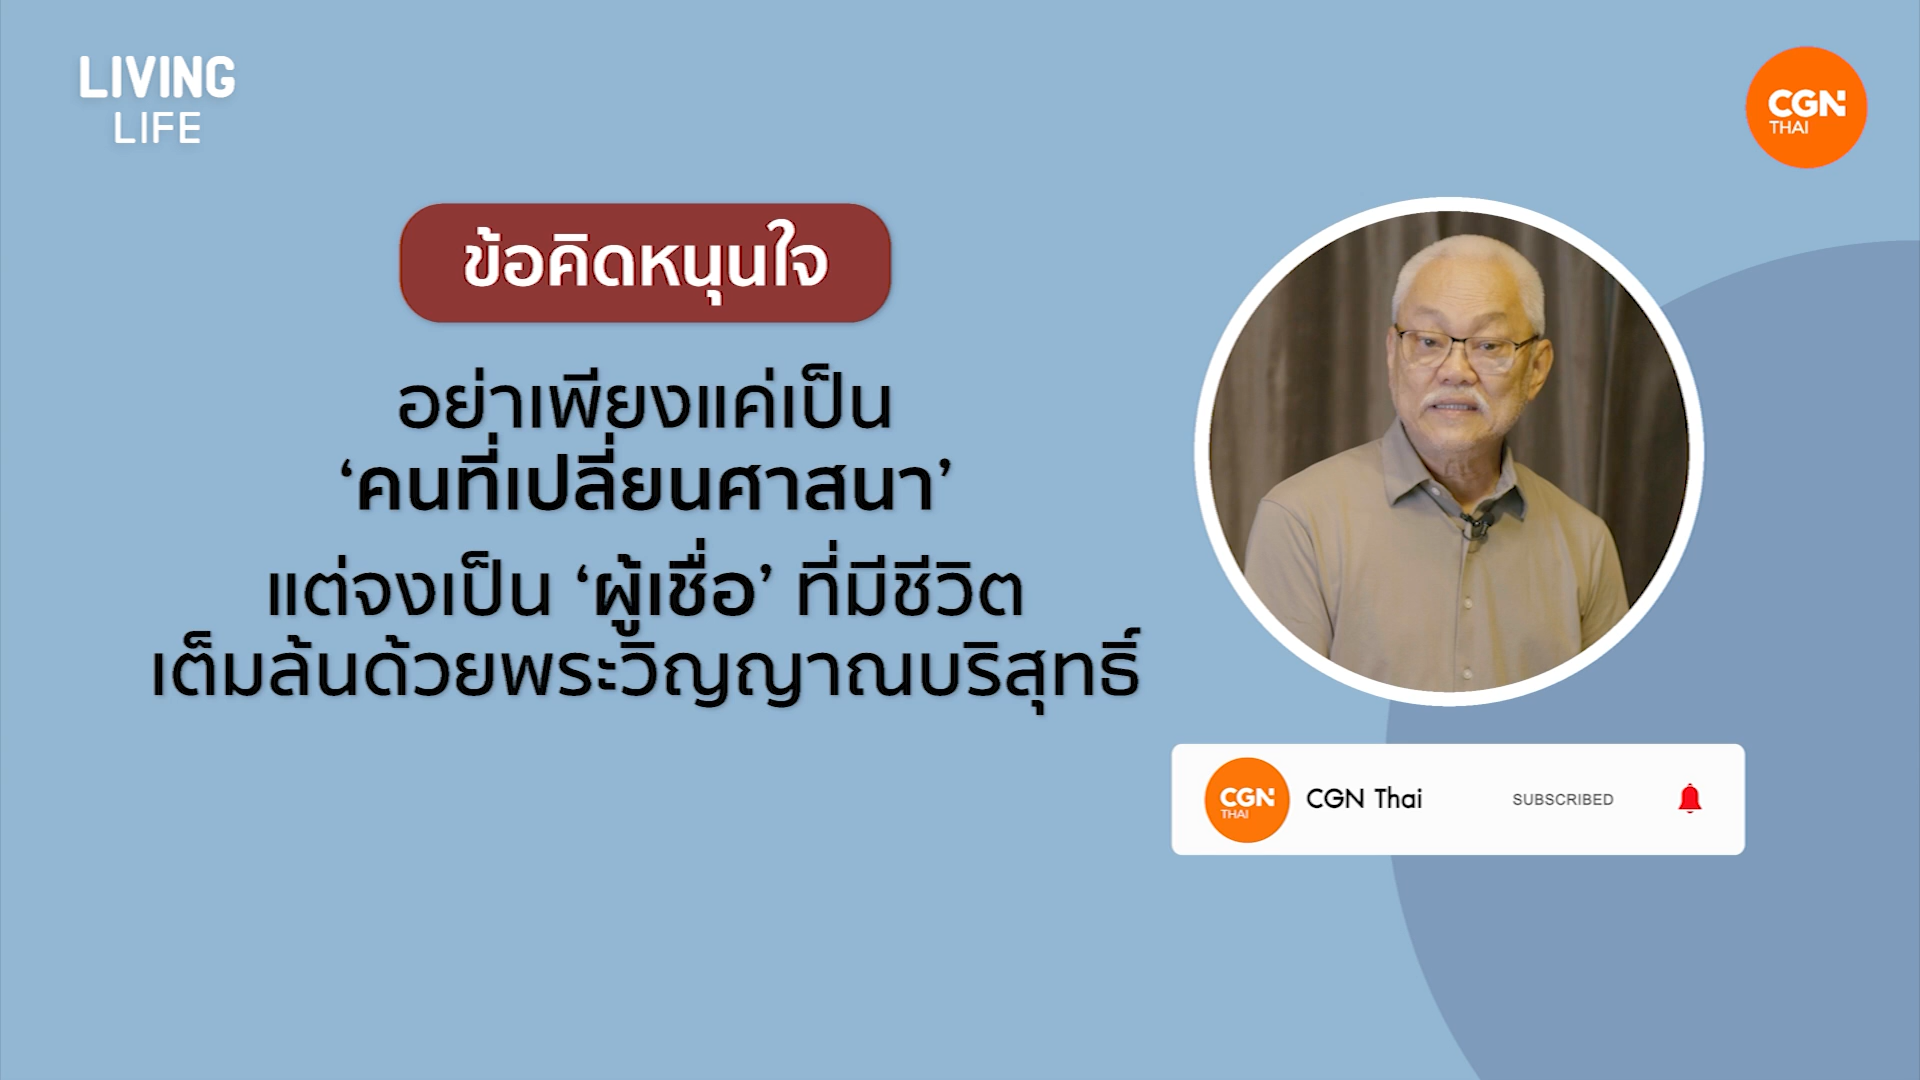 LIVING
LIFE
CGN
THAI
ข้อคิดหนุนใจ
อย่าเพียงแค่เป็น
‘คนที่เปลี่ยนศาสนา’
แต่จงเป็น ‘ผู้เชื่อ’ ที่มีชีวิต
เต็มล้นด้วยพระวิญญาณบริสุทธิ์
CGN
THAI
CGN Thai
SUBSCRIBED